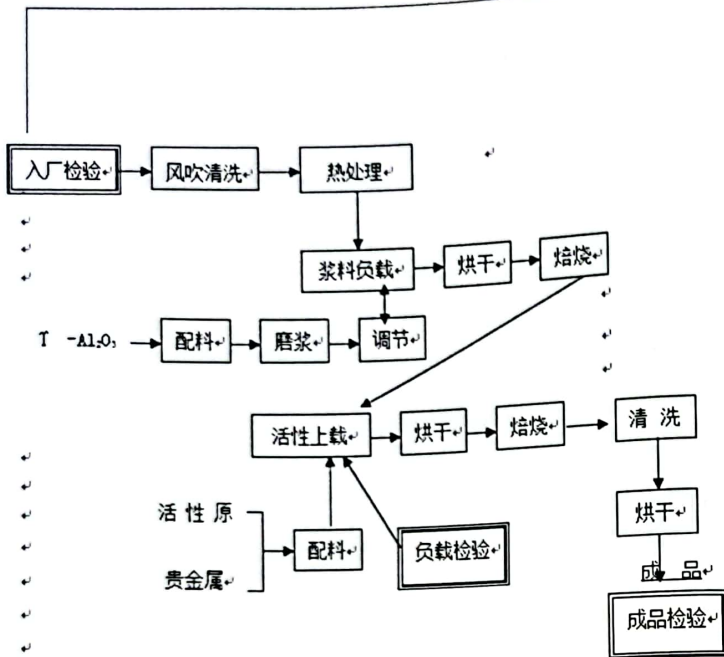 入厂检验
风吹清洗
热处理
浆料负载
烘干
焙烧
γ -Al₂O₃
配料
磨浆
调节
活性上载
烘干
焙烧
清 洗
活 性 原
贵金属
配料
负载检验
烘干
成 品
成品检验